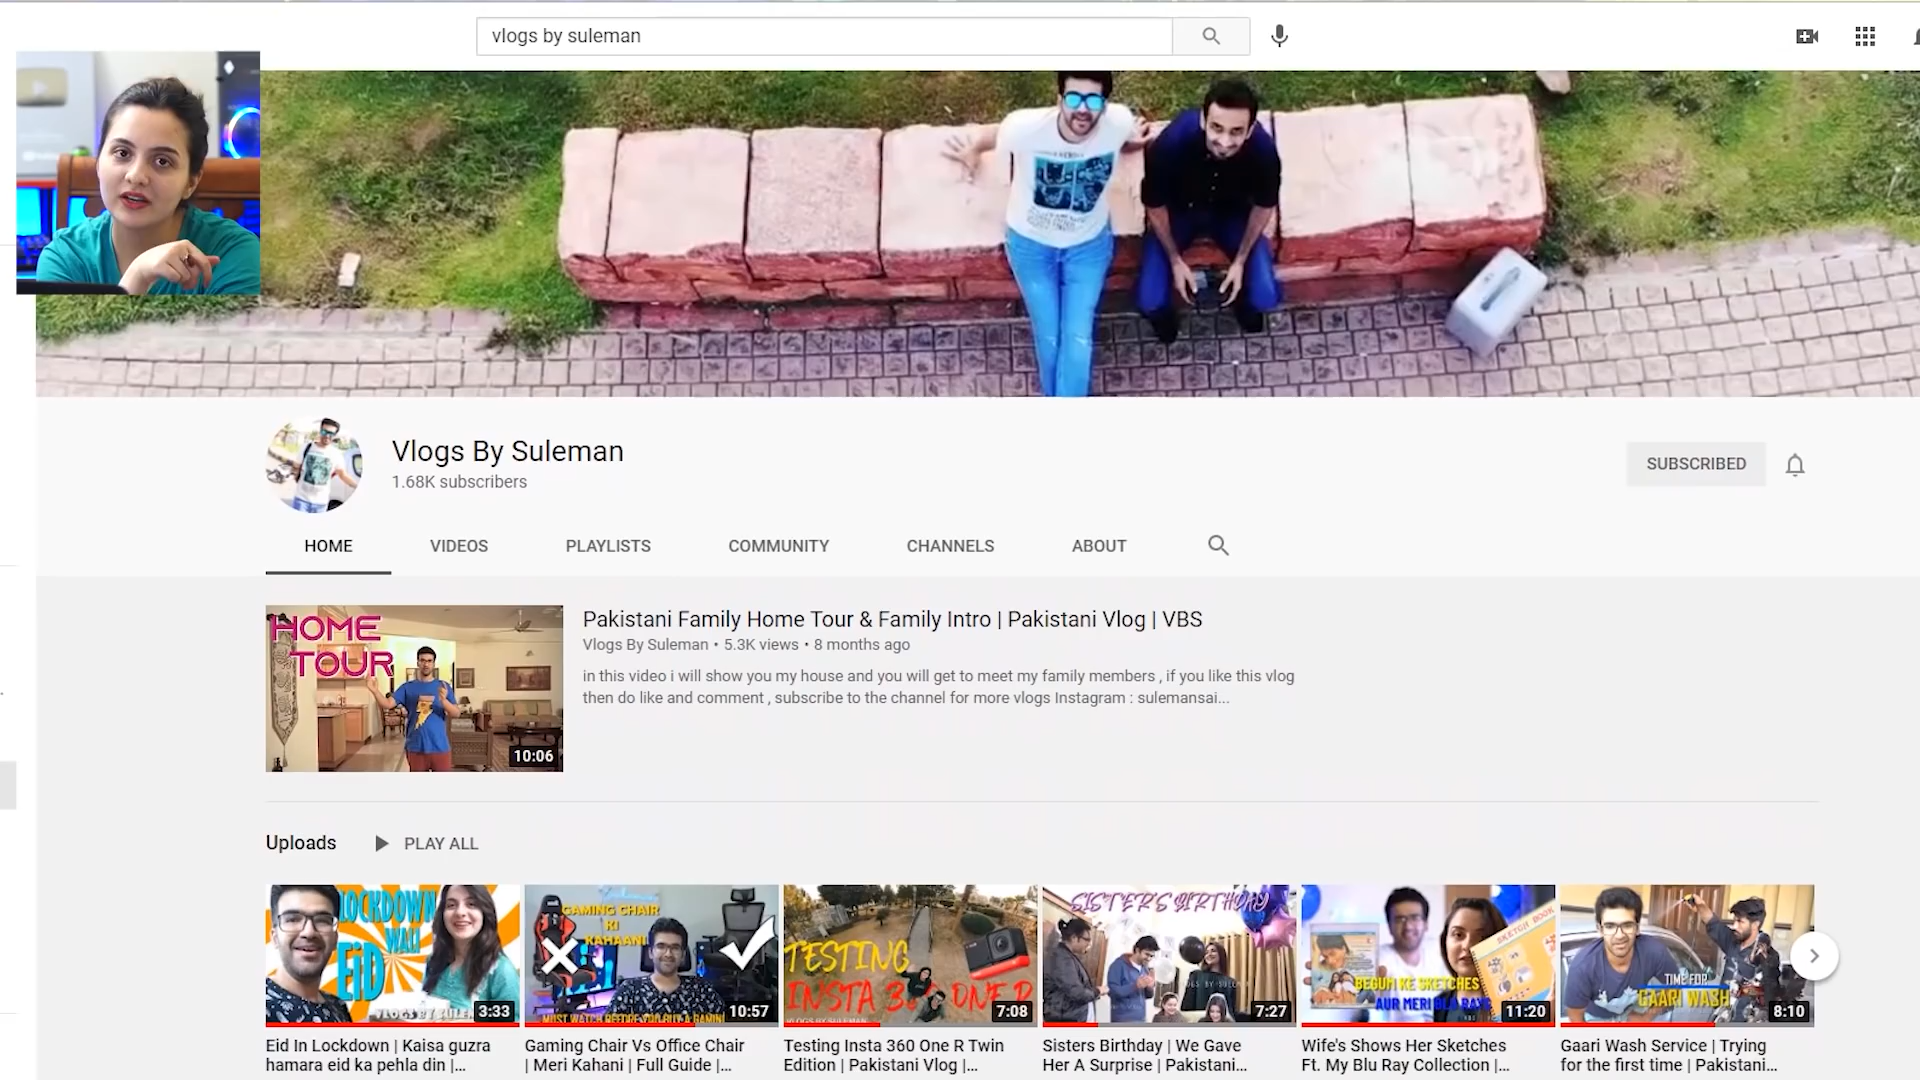 vlogs by suleman
Vlogs By Suleman
1.68K subscribers
SUBSCRIBED
HOME
VIDEOS
PLAYLISTS
COMMUNITY
CHANNELS
ABOUT
HOME
TOUR
10:06
Pakistani Family Home Tour & Family Intro | Pakistani Vlog | VBS
Vlogs By Suleman • 5.3K views • 8 months ago
in this video i will show you my house and you will get to meet my family members , if you like this vlog
then do like and comment , subscribe to the channel for more vlogs Instagram : sulemansai...
Uploads
PLAY ALL
LOCKDOWN
WALI
EiD
3:33
Eid In Lockdown | Kaisa guzra
hamara eid ka pehla din |...
GAMING CHAIR
KI
KAHAANI
MUST WATCH BEFORE YOU BUY A GAMING
10:57
Gaming Chair Vs Office Chair
| Meri Kahani | Full Guide |...
TESTING
INSTA 360 ONE R
VLOGS BY SULEMAN
7:08
Testing Insta 360 One R Twin
Edition | Pakistani Vlog |...
SISTER'S BIRTHDAY
7:27
Sisters Birthday | We Gave
Her A Surprise | Pakistani...
SKETCH BOOK
BEGUM KE SKETCHES
AUR MERI BLU RAYS
11:20
Wife's Shows Her Sketches
Ft. My Blu Ray Collection |...
TIME FOR
GAARI WASH
8:10
Gaari Wash Service | Trying
for the first time | Pakistani...